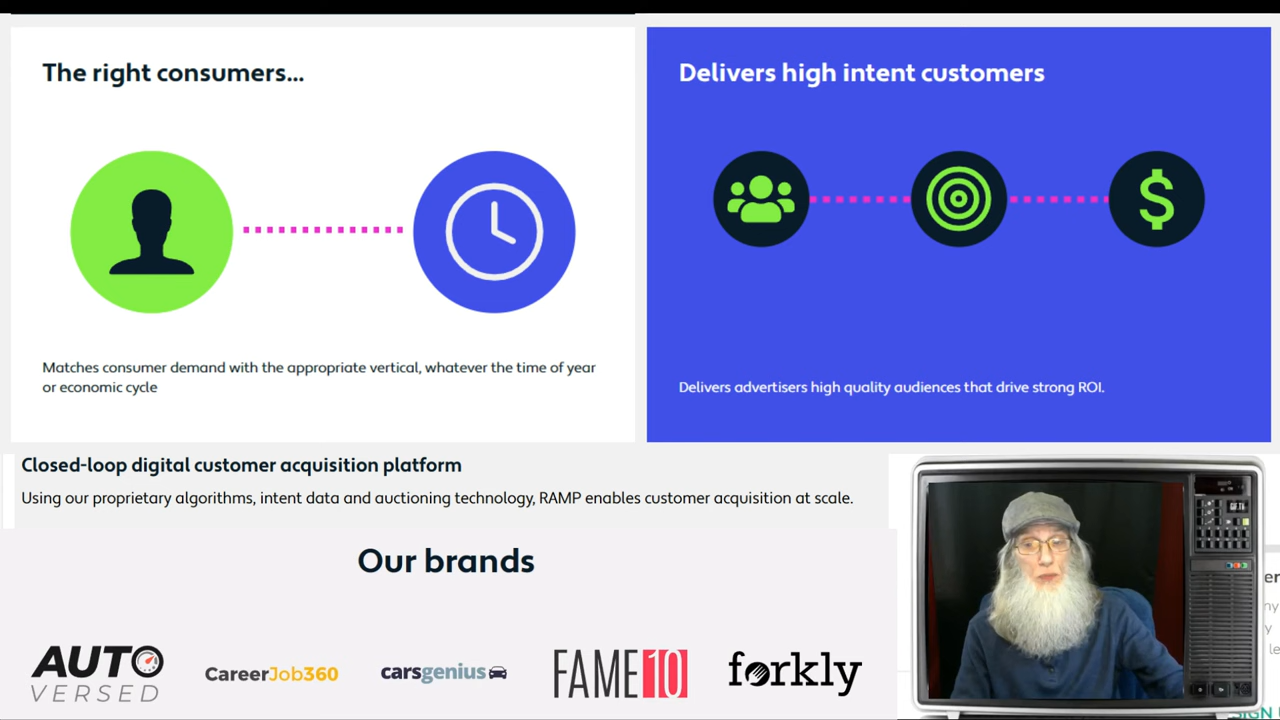 The right consumers...
Matches consumer demand with the appropriate vertical, whatever the time of year
or economic cycle
Delivers high intent customers
$
Delivers advertisers high quality audiences that drive strong ROI.
Closed-loop digital customer acquisition platform
Using our proprietary algorithms, intent data and auctioning technology, RAMP enables customer acquisition at scale.
Our brands
AUTO
VERSED
CareerJob360
carsgenius
FAME10
forkly